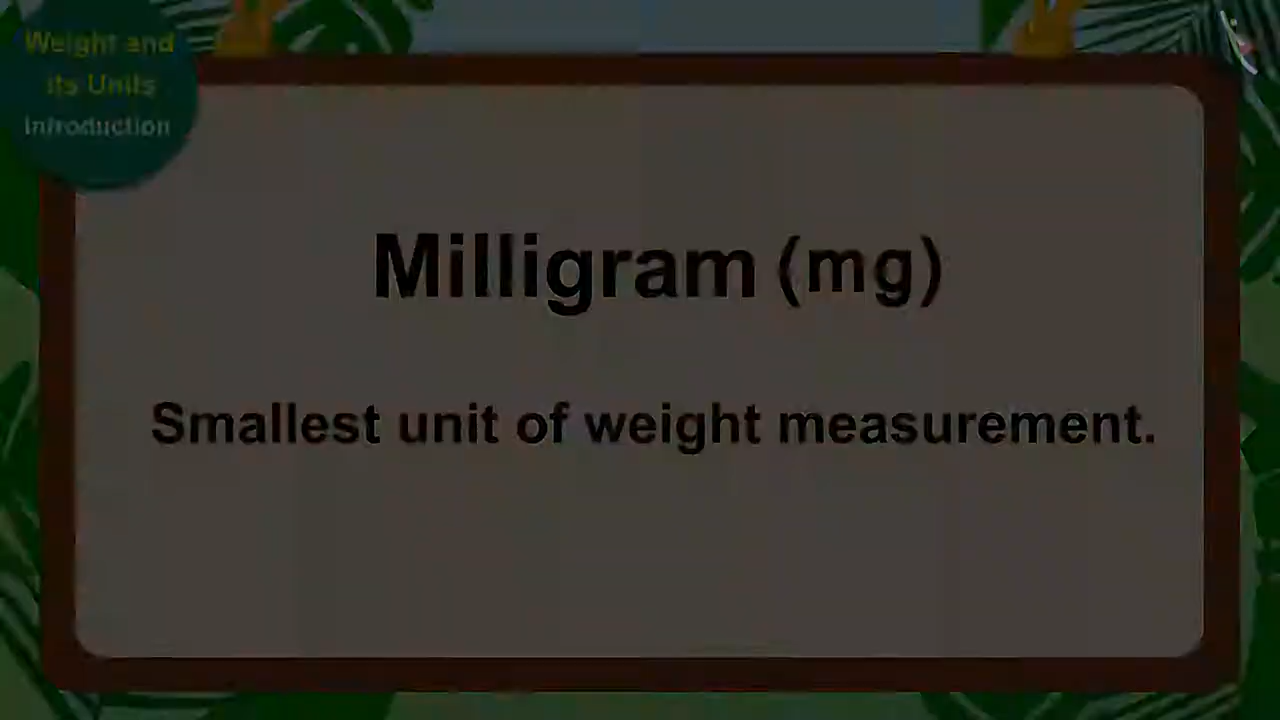 Weight and
its Units
Introduction
Milligram (mg)
Smallest unit of weight measurement.